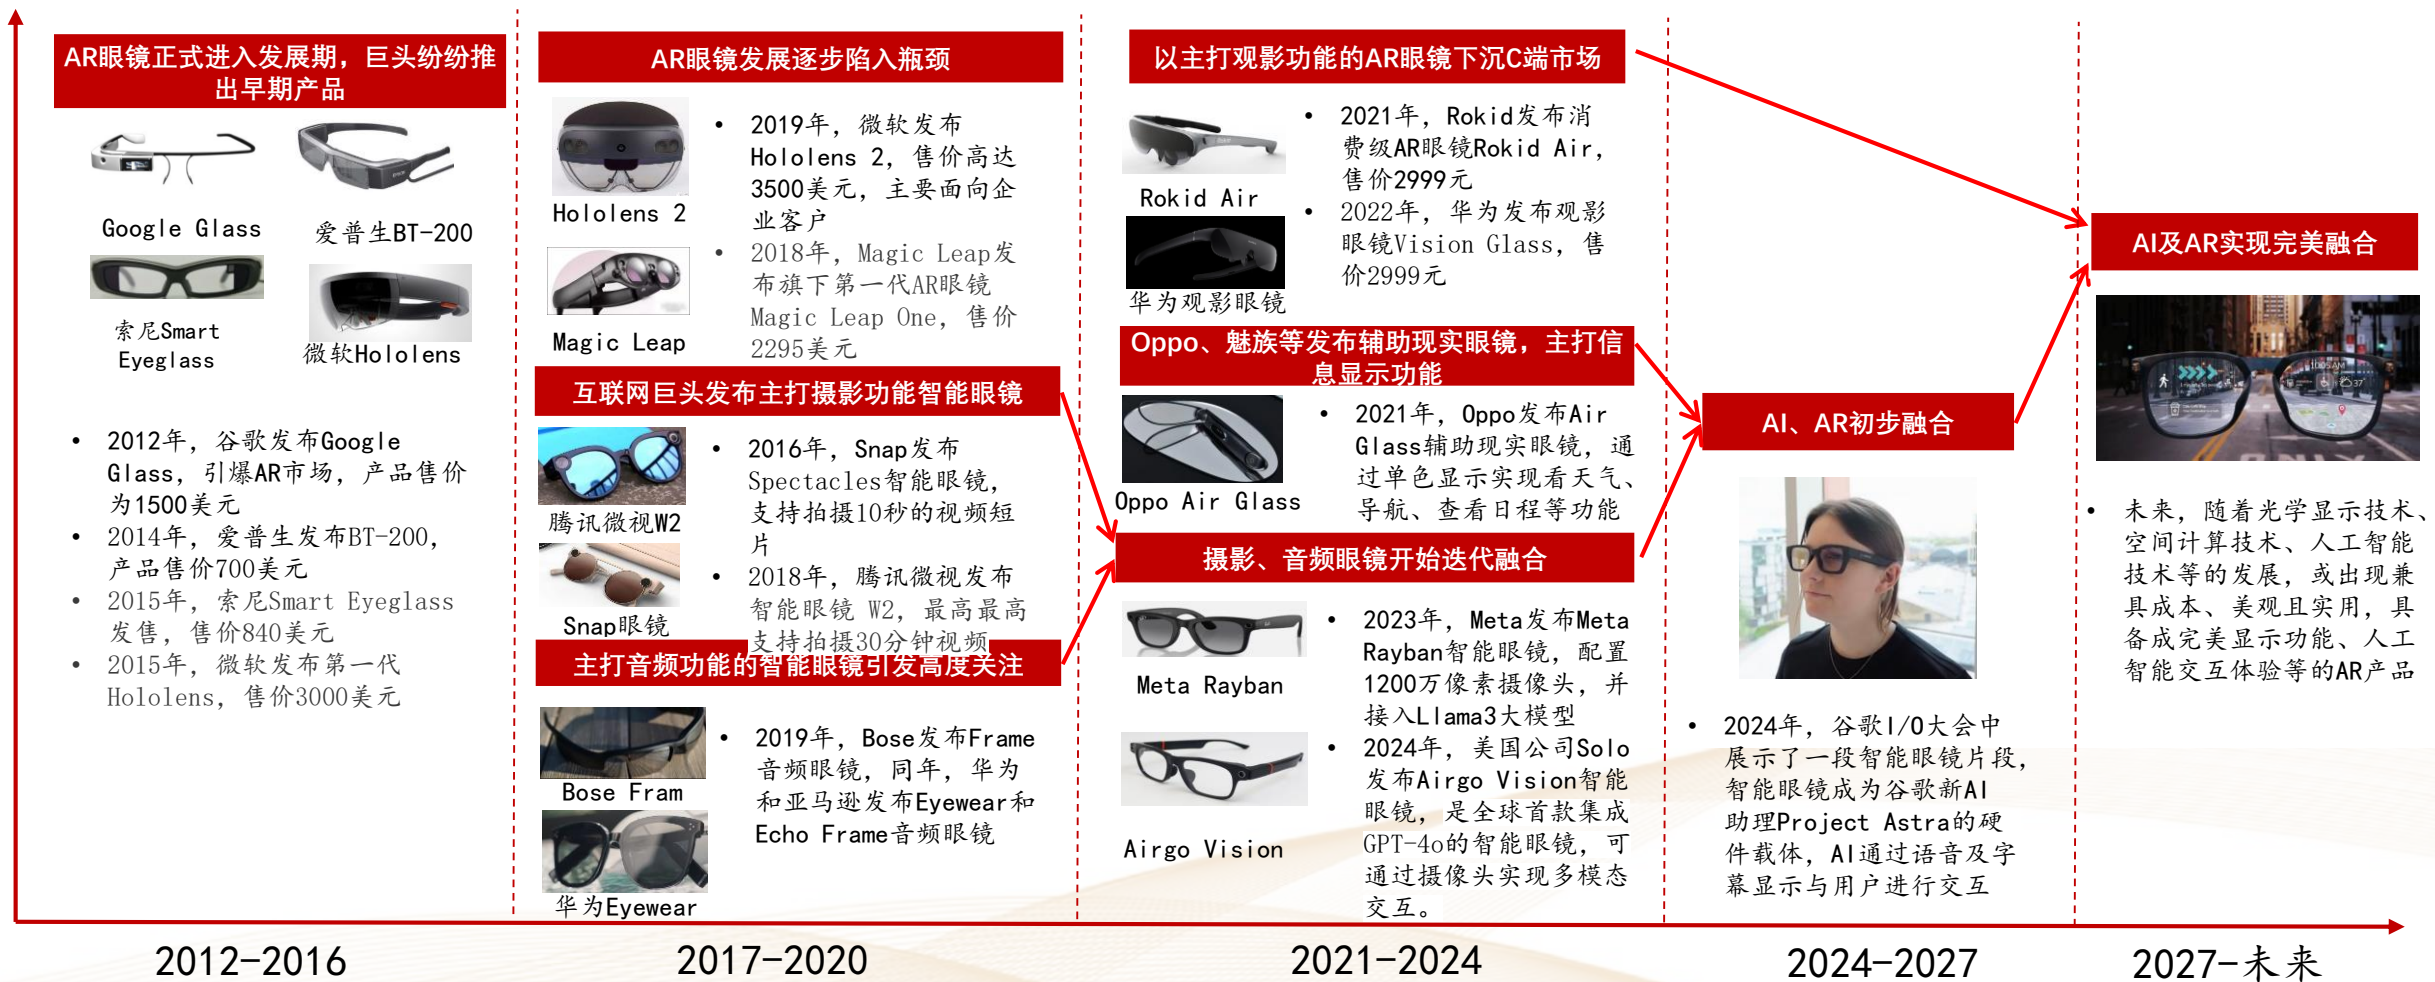 AR眼镜正式进入发展期，巨头纷纷推
出早期产品
Google Glass
爱普生BT-200
索尼Smart
Eyeglass
微软Hololens
• 2012年，谷歌发布Google
Glass，引爆AR市场，产品售价
为1500美元
• 2014年，爱普生发布BT-200，
产品售价700美元
• 2015年，索尼Smart Eyeglass
发售，售价840美元
• 2015年，微软发布第一代
Hololens，售价3000美元
2012-2016
AR眼镜发展逐步陷入瓶颈
Hololens 2
Magic Leap
• 2019年，微软发布
Hololens 2，售价高达
3500美元，主要面向企
业客户
• 2018年，Magic Leap发
布旗下第一代AR眼镜
Magic Leap One，售价
2295美元
互联网巨头发布主打摄影功能智能眼镜
腾讯微视W2
Snap眼镜
• 2016年，Snap发布
Spectacles智能眼镜，
支持拍摄10秒的视频短
片
• 2018年，腾讯微视发布
智能眼镜 W2，最高最高
支持拍摄30分钟视频
主打音频功能的智能眼镜引发高度关注
Bose Fram
华为Eyewear
• 2019年，Bose发布Frame
音频眼镜，同年，华为
和亚马逊发布Eyewear和
Echo Frame音频眼镜
2017-2020
以主打观影功能的AR眼镜下沉C端市场
Rokid Air
华为观影眼镜
• 2021年，Rokid发布消
费级AR眼镜Rokid Air，
售价2999元
• 2022年，华为发布观影
眼镜Vision Glass，售
价2999元
Oppo、魅族等发布辅助现实眼镜，主打信
息显示功能
Oppo Air Glass
• 2021年，Oppo发布Air
Glass辅助现实眼镜，通
过单色显示实现看天气、
导航、查看日程等功能
摄影、音频眼镜开始迭代融合
Meta Rayban
Airgo Vision
• 2023年，Meta发布Meta
Rayban智能眼镜，配置
1200万像素摄像头，并
接入Llama3大模型
• 2024年，美国公司Solo
发布Airgo Vision智能
眼镜，是全球首款集成
GPT-4o的智能眼镜，可
通过摄像头实现多模态
交互。
2021-2024
AI、AR初步融合
• 2024年，谷歌I/O大会中
展示了一段智能眼镜片段，
智能眼镜成为谷歌新AI
助理Project Astra的硬
件载体，AI通过语音及字
幕显示与用户进行交互
2024-2027
AI及AR实现完美融合
• 未来，随着光学显示技术、
空间计算技术、人工智能
技术等的发展，或出现兼
具成本、美观且实用，具
备成完美显示功能、人工
智能交互体验等的AR产品
2027-未来